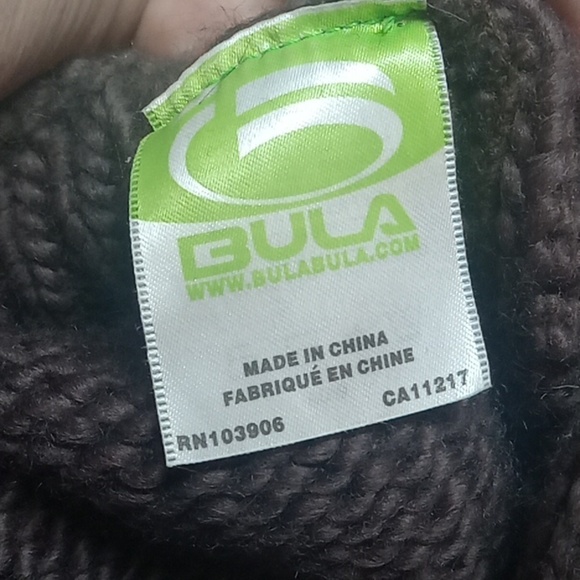 BULA
WWW.BULABULA.COM
MADE IN CHINA
FABRIQUÉ EN CHINE
RN103906 CA11217